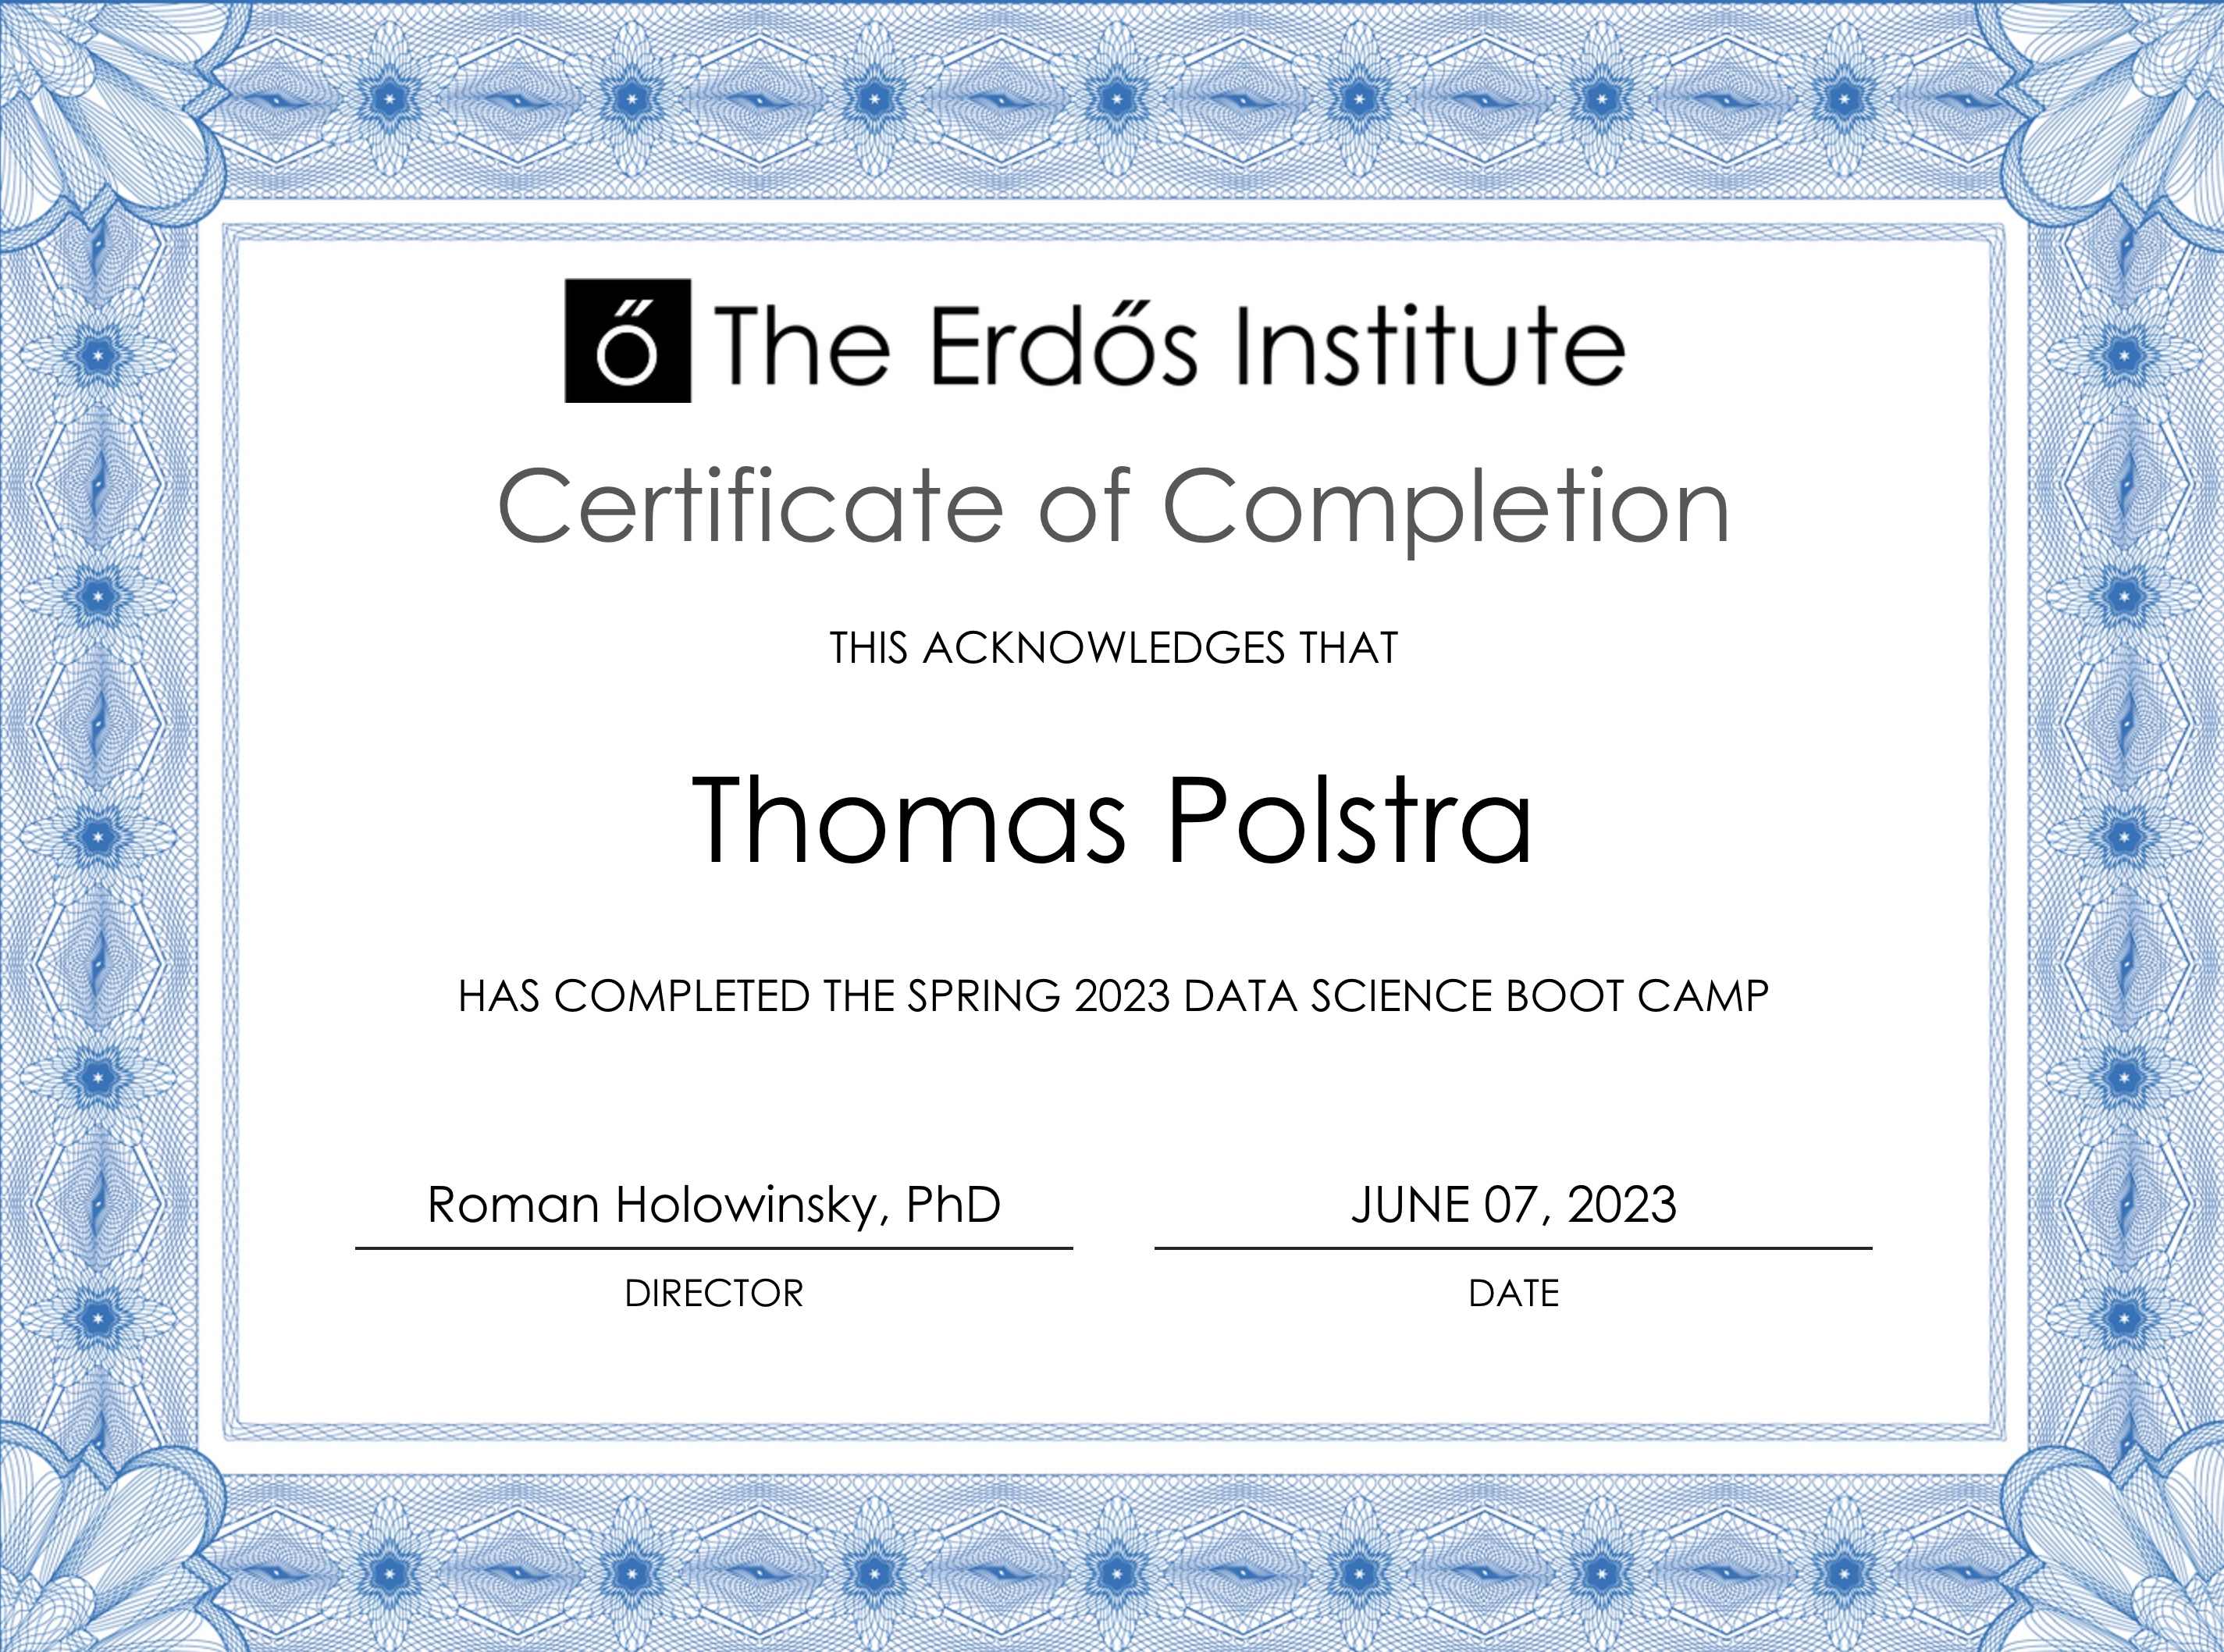 ő The Erdős Institute
Certificate of Completion
THIS ACKNOWLEDGES THAT
Thomas Polstra
HAS COMPLETED THE SPRING 2023 DATA SCIENCE BOOT CAMP
Roman Holowinsky, PhD
DIRECTOR
JUNE 07, 2023
DATE